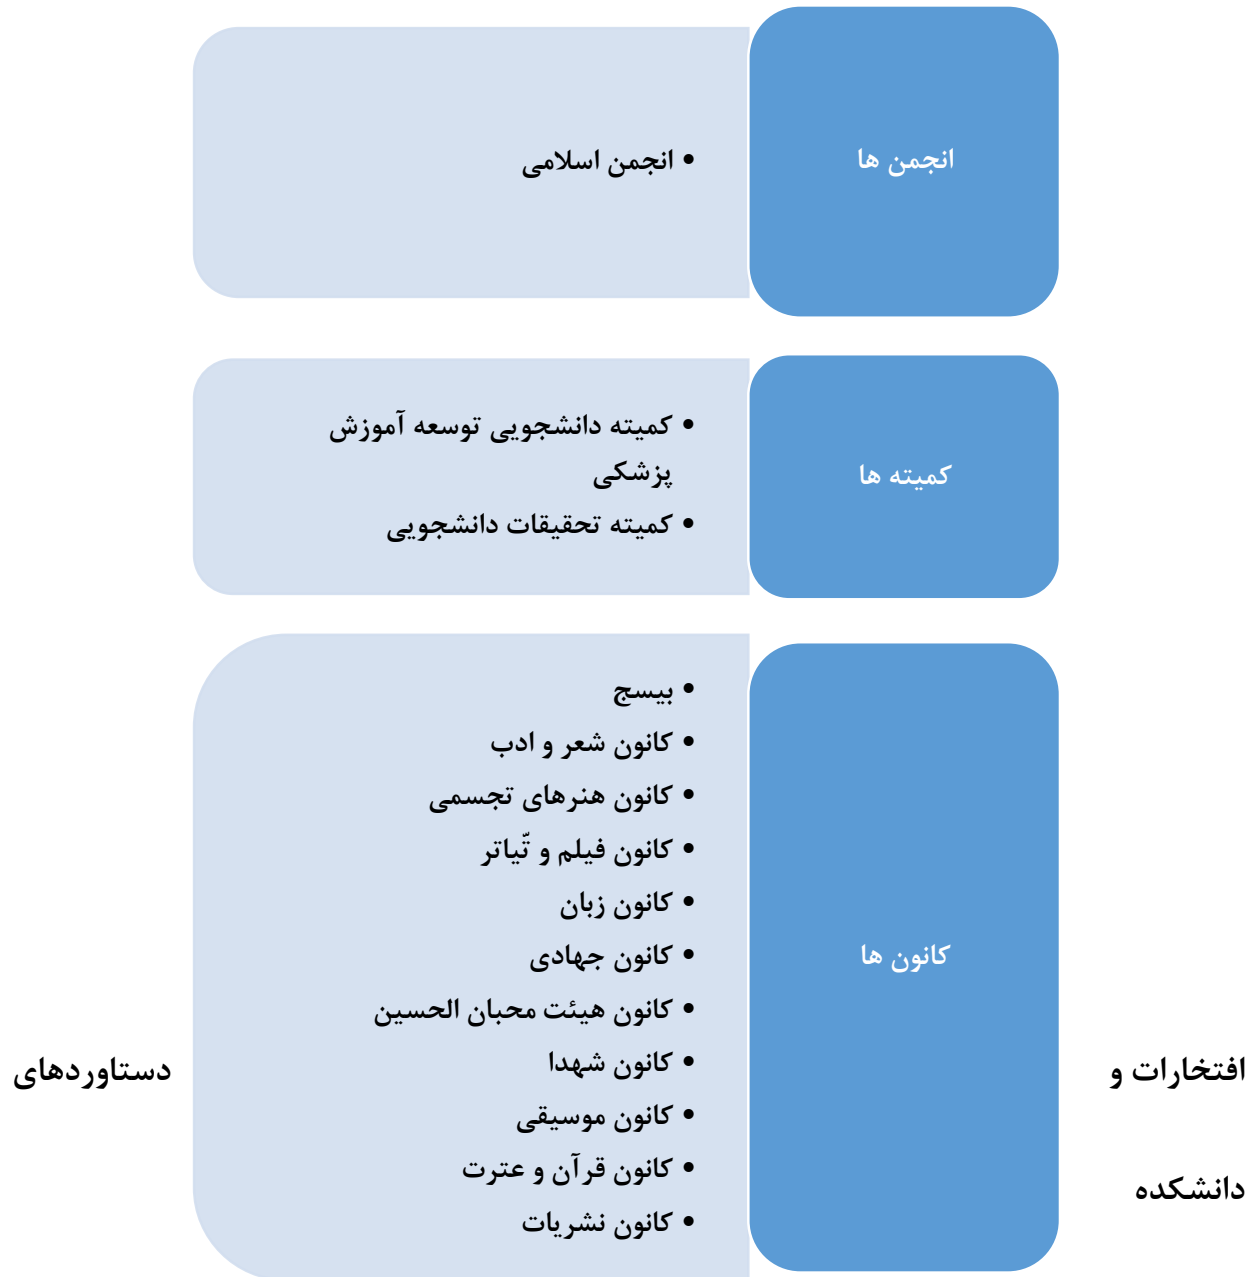 انجمن ها
• انجمن اسلامی
کمیته ها
• کمیته دانشجویی توسعه آموزش
پزشکی
• کمیته تحقیقات دانشجویی
کانون ها
• بیسج
• کانون شعر و ادب
• کانون هنرهای تجسمی
• کانون فیلم و تّیاتر
• کانون زبان
• کانون جهادی
• کانون هیئت محبان الحسین
• کانون شهدا
• کانون موسیقی
• کانون قرآن و عترت
• کانون نشریات
افتخارات و دستاوردهای
دانشکده